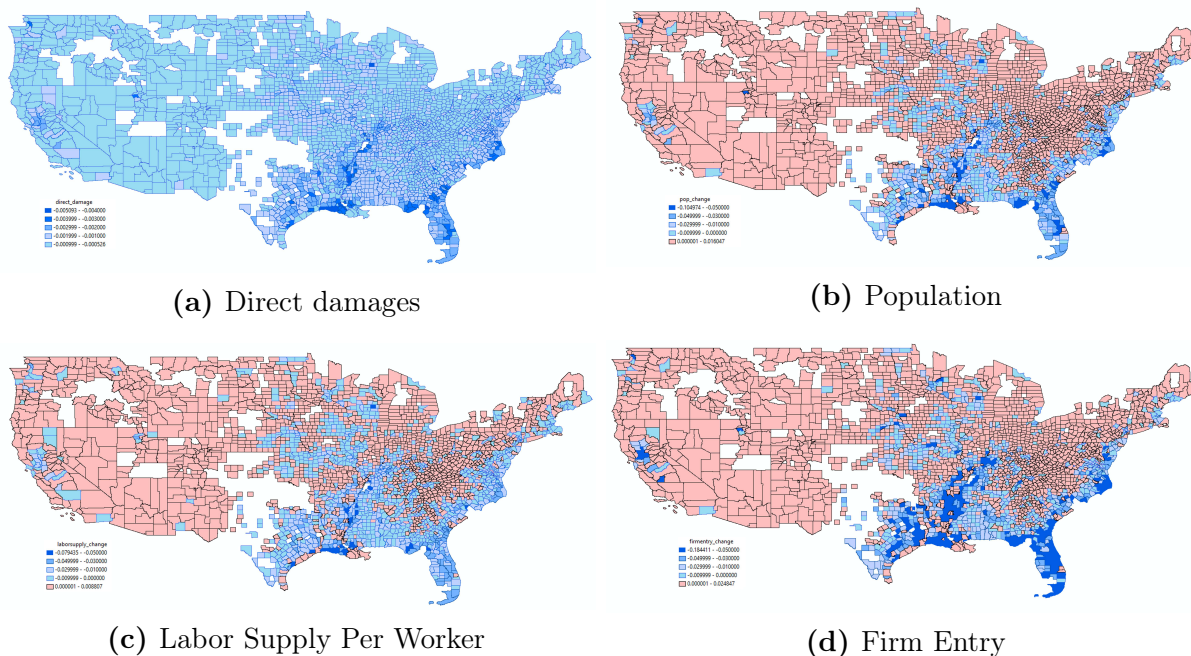 direct_damage
-0.005093 - -0.004000
-0.003999 - -0.003000
-0.002999 - -0.002000
-0.001999 - -0.001000
-0.000999 - -0.000526
(a) Direct damages
pop_change
-0.104974 - -0.050000
-0.049999 - -0.030000
-0.029999 - -0.010000
-0.009999 - 0.000000
0.000001 - 0.016047
(b) Population
laborsupply_change
-0.079435 - -0.050000
-0.049999 - -0.030000
-0.029999 - -0.010000
-0.009999 - 0.000000
0.000001 - 0.008807
(c) Labor Supply Per Worker
firmentry_change
-0.184411 - -0.050000
-0.049999 - -0.030000
-0.029999 - -0.010000
-0.009999 - 0.000000
0.000001 - 0.024847
(d) Firm Entry